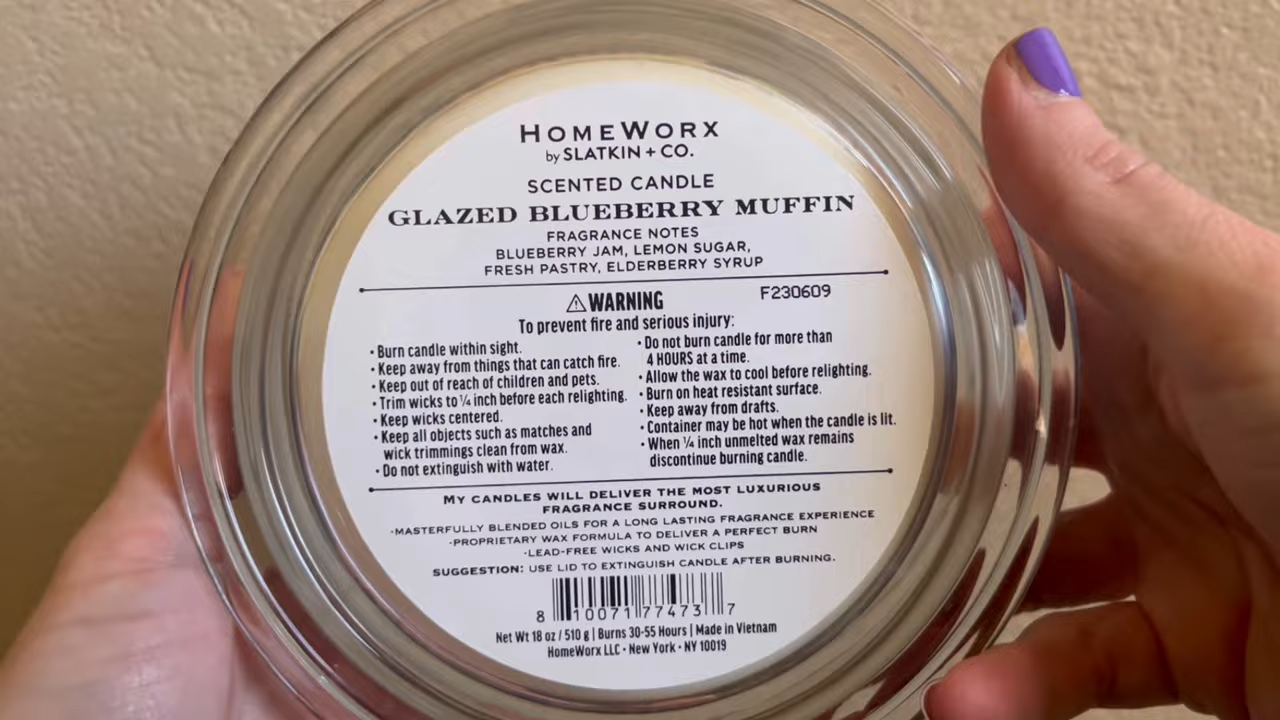 HOMEWORX
by SLATKIN + CO.
SCENTED CANDLE
GLAZED BLUEBERRY MUFFIN
FRAGRANCE NOTES
BLUEBERRY JAM, LEMON SUGAR,
FRESH PASTRY, ELDERBERRY SYRUP
⚠WARNING
F230609
To prevent fire and serious injury:
• Burn candle within sight.
• Keep away from things that can catch fire.
• Keep out of reach of children and pets.
• Trim wicks to ¼ inch before each relighting.
• Keep wicks centered.
• Keep all objects such as matches and
wick trimmings clean from wax.
• Do not extinguish with water.
• Do not burn candle for more than
4 HOURS at a time.
• Allow the wax to cool before relighting.
• Burn on heat resistant surface.
• Keep away from drafts.
• Container may be hot when the candle is lit.
• When ¼ inch unmelted wax remains
discontinue burning candle.
MY CANDLES WILL DELIVER THE MOST LUXURIOUS
FRAGRANCE SURROUND.
•MASTERFULLY BLENDED OILS FOR A LONG LASTING FRAGRANCE EXPERIENCE
•PROPRIETARY WAX FORMULA TO DELIVER A PERFECT BURN
•LEAD-FREE WICKS AND WICK CLIPS
SUGGESTION: USE LID TO EXTINGUISH CANDLE AFTER BURNING.
8 10071 77473 7
Net Wt 18 oz / 510 g | Burns 30-55 Hours | Made in Vietnam
HomeWorx LLC • New York • NY 10019